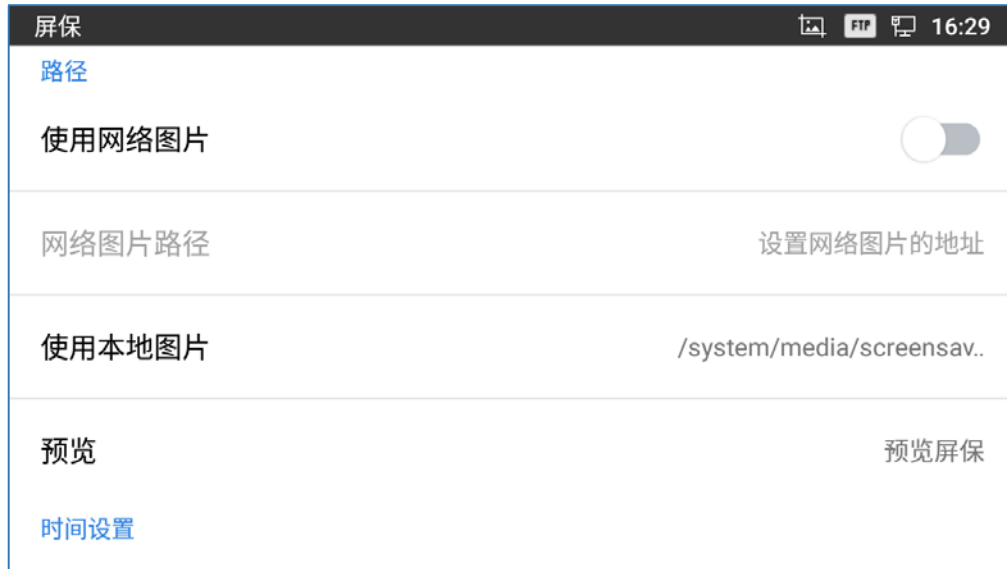 屏保 FTP 16:29
路径
使用网络图片
网络图片路径 设置网络图片的地址
使用本地图片 /system/media/screensav..
预览 预览屏保
时间设置